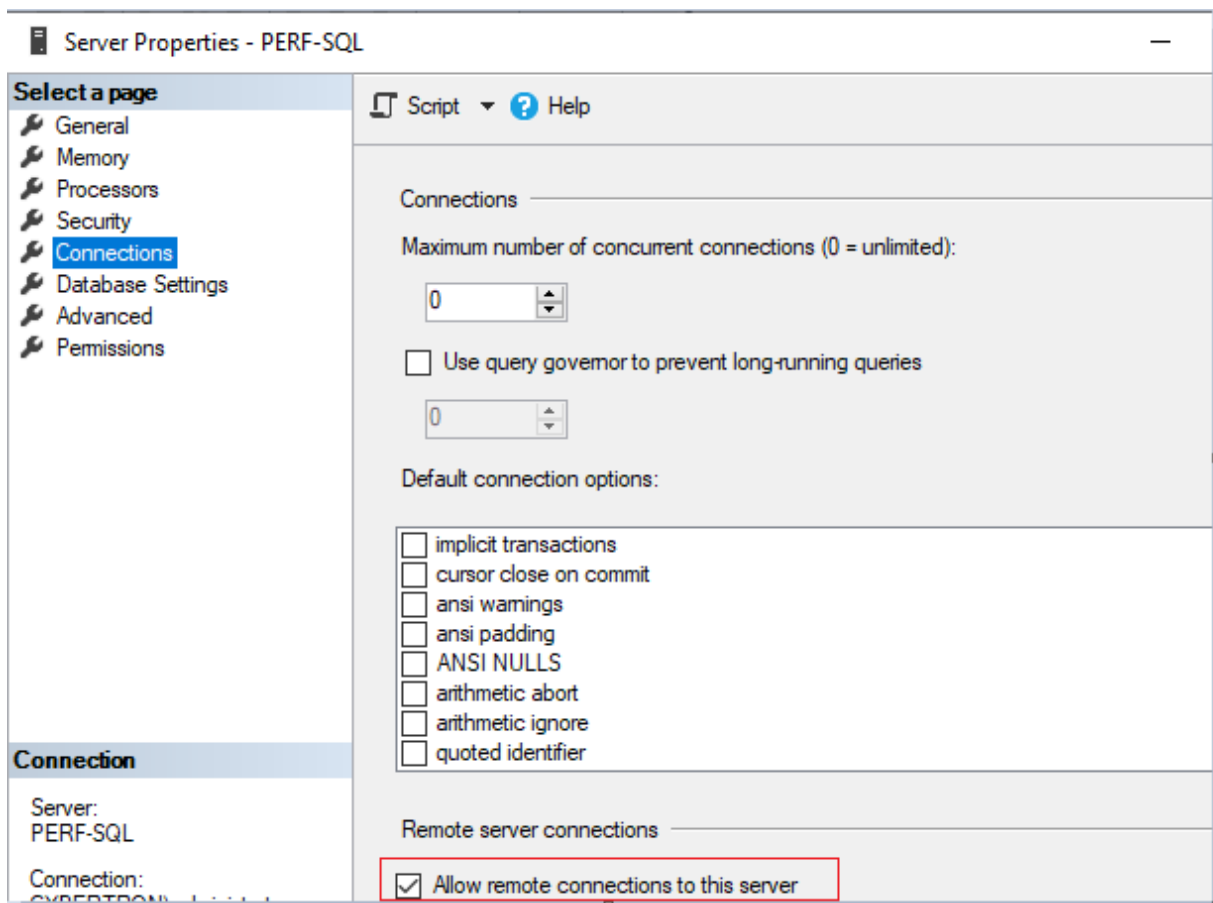 Server Properties - PERF-SQL
Select a page
General
Memory
Processors
Security
Connections
Database Settings
Advanced
Permissions
Script
Help
Connections
Maximum number of concurrent connections (0 = unlimited):
0
Use query governor to prevent long-running queries
0
Default connection options:
implicit transactions
cursor close on commit
ansi warnings
ansi padding
ANSI NULLS
arithmetic abort
arithmetic ignore
quoted identifier
Remote server connections
Allow remote connections to this server
Connection
Server:
PERF-SQL
Connection: